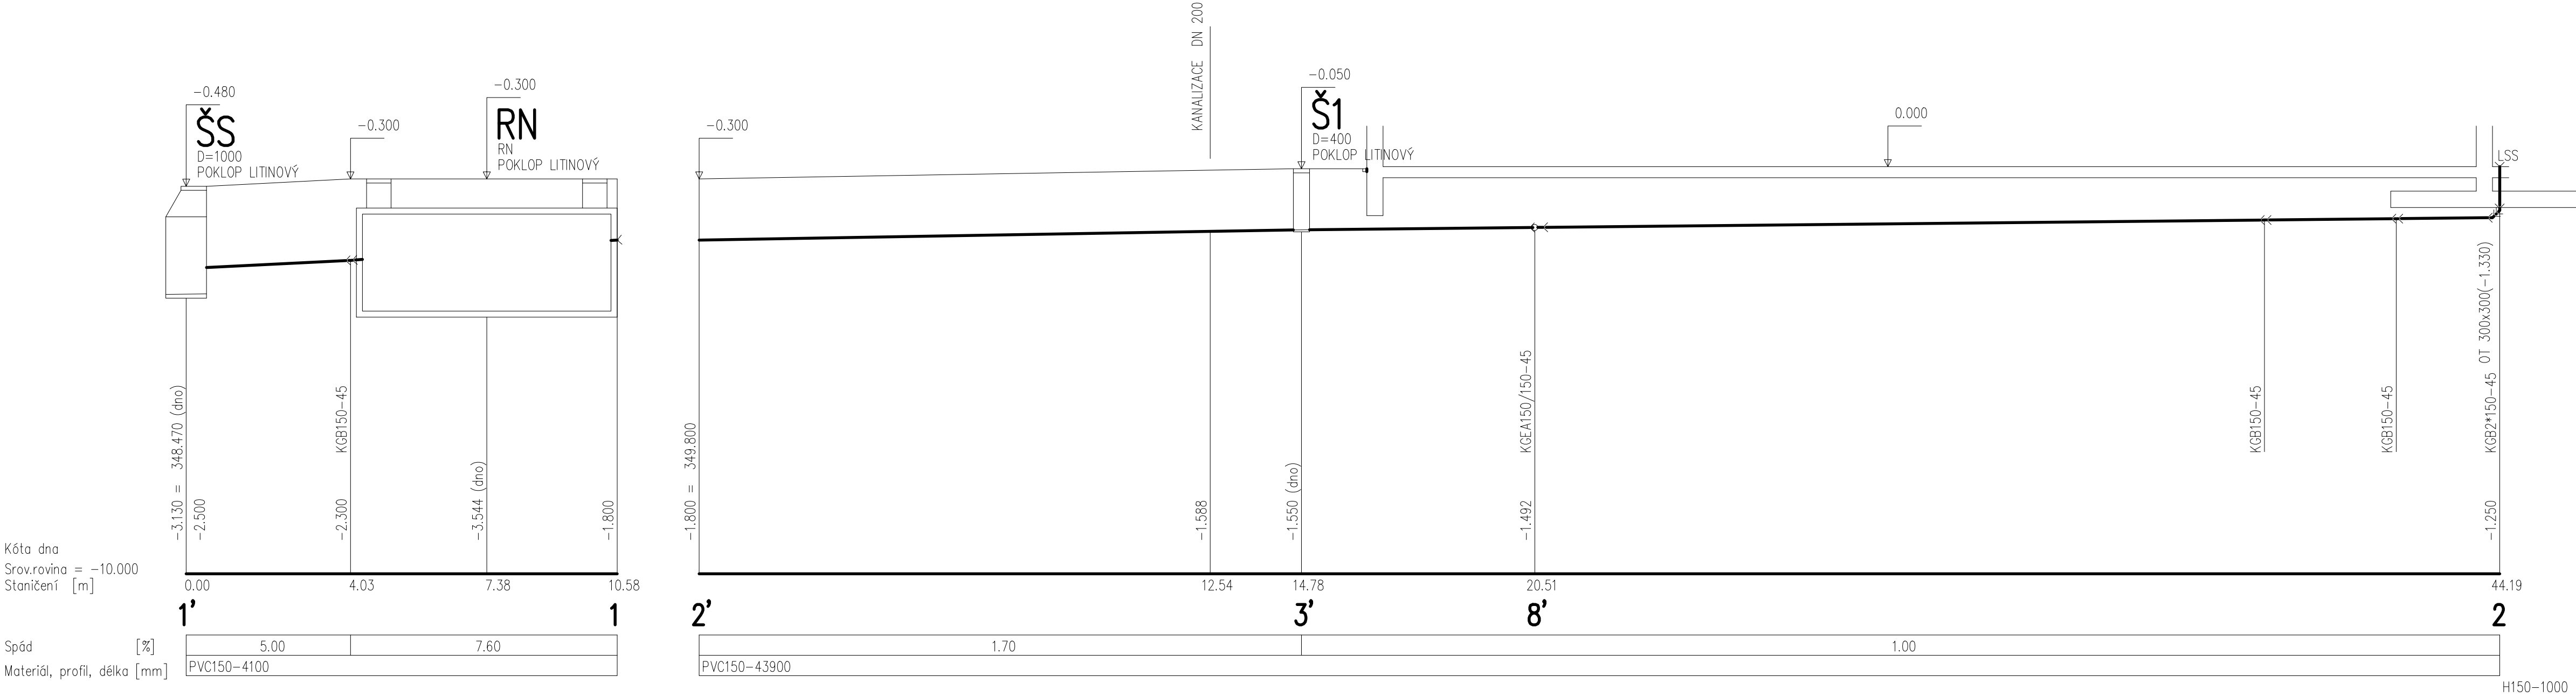 KANALIZACE DN 200
-0.480
ŠS
D=1000
POKLOP LITINOVÝ
-0.300
-0.300
RN
RN
POKLOP LITINOVÝ
-0.300
-0.050
Š1
D=400
POKLOP LITINOVÝ
0.000
LSS
-3.130 = 348.470 (dno)
-2.500
KGB150-45
-2.300
-3.544 (dno)
-1.800
-1.800 = 349.800
-1.588
-1.550 (dno)
KGEA150/150-45
-1.492
KGB150-45
KGB150-45
KGB2*150-45 OT 300x300(-1.330)
-1.250
Kóta dna
Srov.rovina = -10.000
Staničení [m]
0.00 4.03 7.38 10.58 12.54 14.78 20.51 44.19
1' 1 2' 3' 8' 2
Spád [%] 5.00 7.60 1.70 1.00
Materiál, profil, délka [mm] PVC150-4100 PVC150-43900
H150-1000